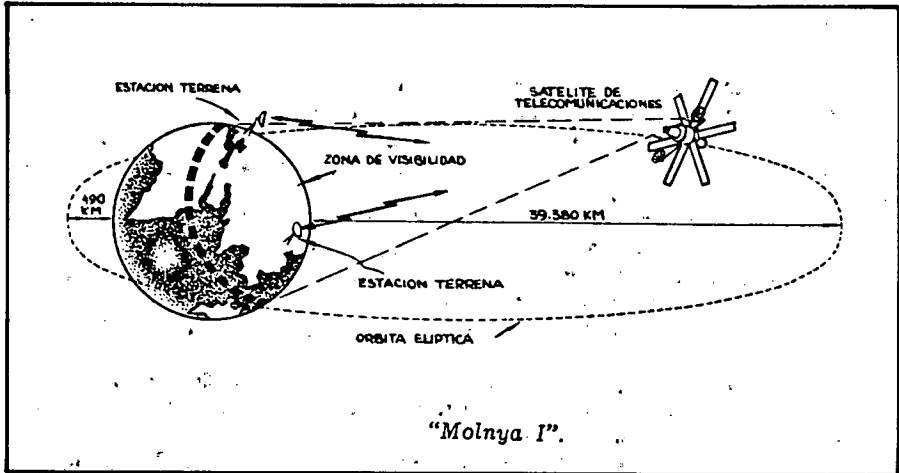 ESTACION TERRENA
SATELITE DE
TELECOMUNICACIONES
ZONA DE VISIBILIDAD
490
KM
39.380 KM
ESTACION TERRENA
ORBITA ELIPTICA
"Molnya I".